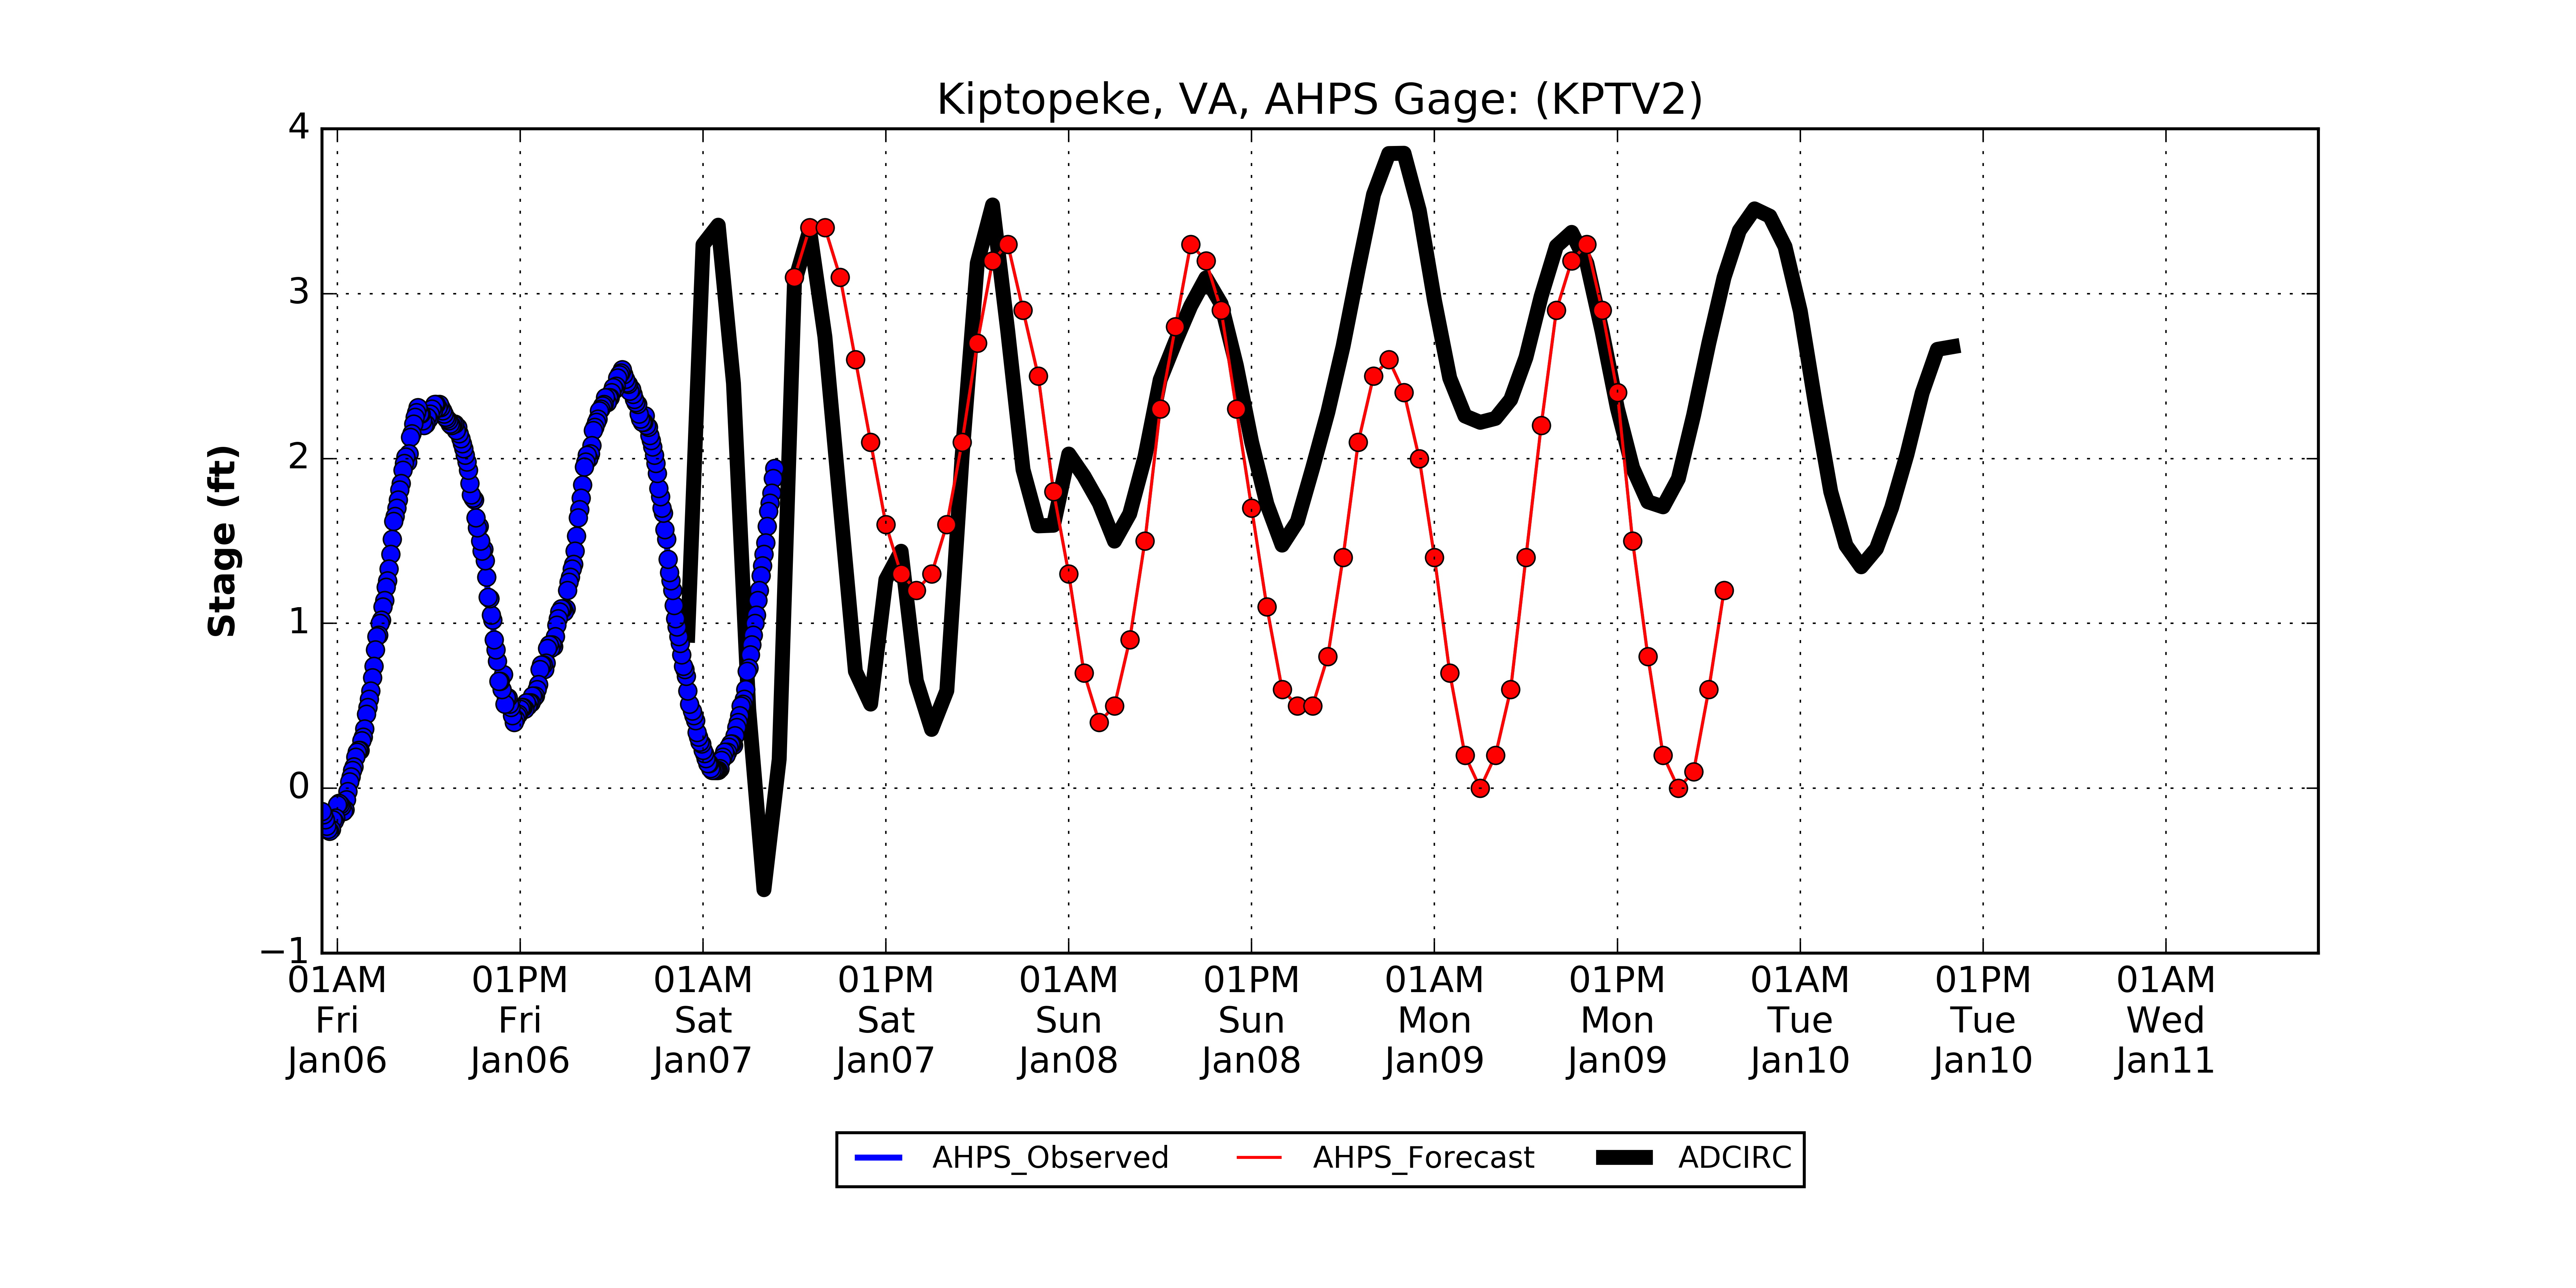 Kiptopeke, VA, AHPS Gage: (KPTV2)
Stage (ft)
4
3
2
1
0
−1
01AM 01PM 01AM 01PM 01AM 01PM 01AM 01PM 01AM 01PM 01AM
Fri Fri Sat Sat Sun Sun Mon Mon Tue Tue Wed
Jan06 Jan06 Jan07 Jan07 Jan08 Jan08 Jan09 Jan09 Jan10 Jan10 Jan11
AHPS_Observed AHPS_Forecast ADCIRC